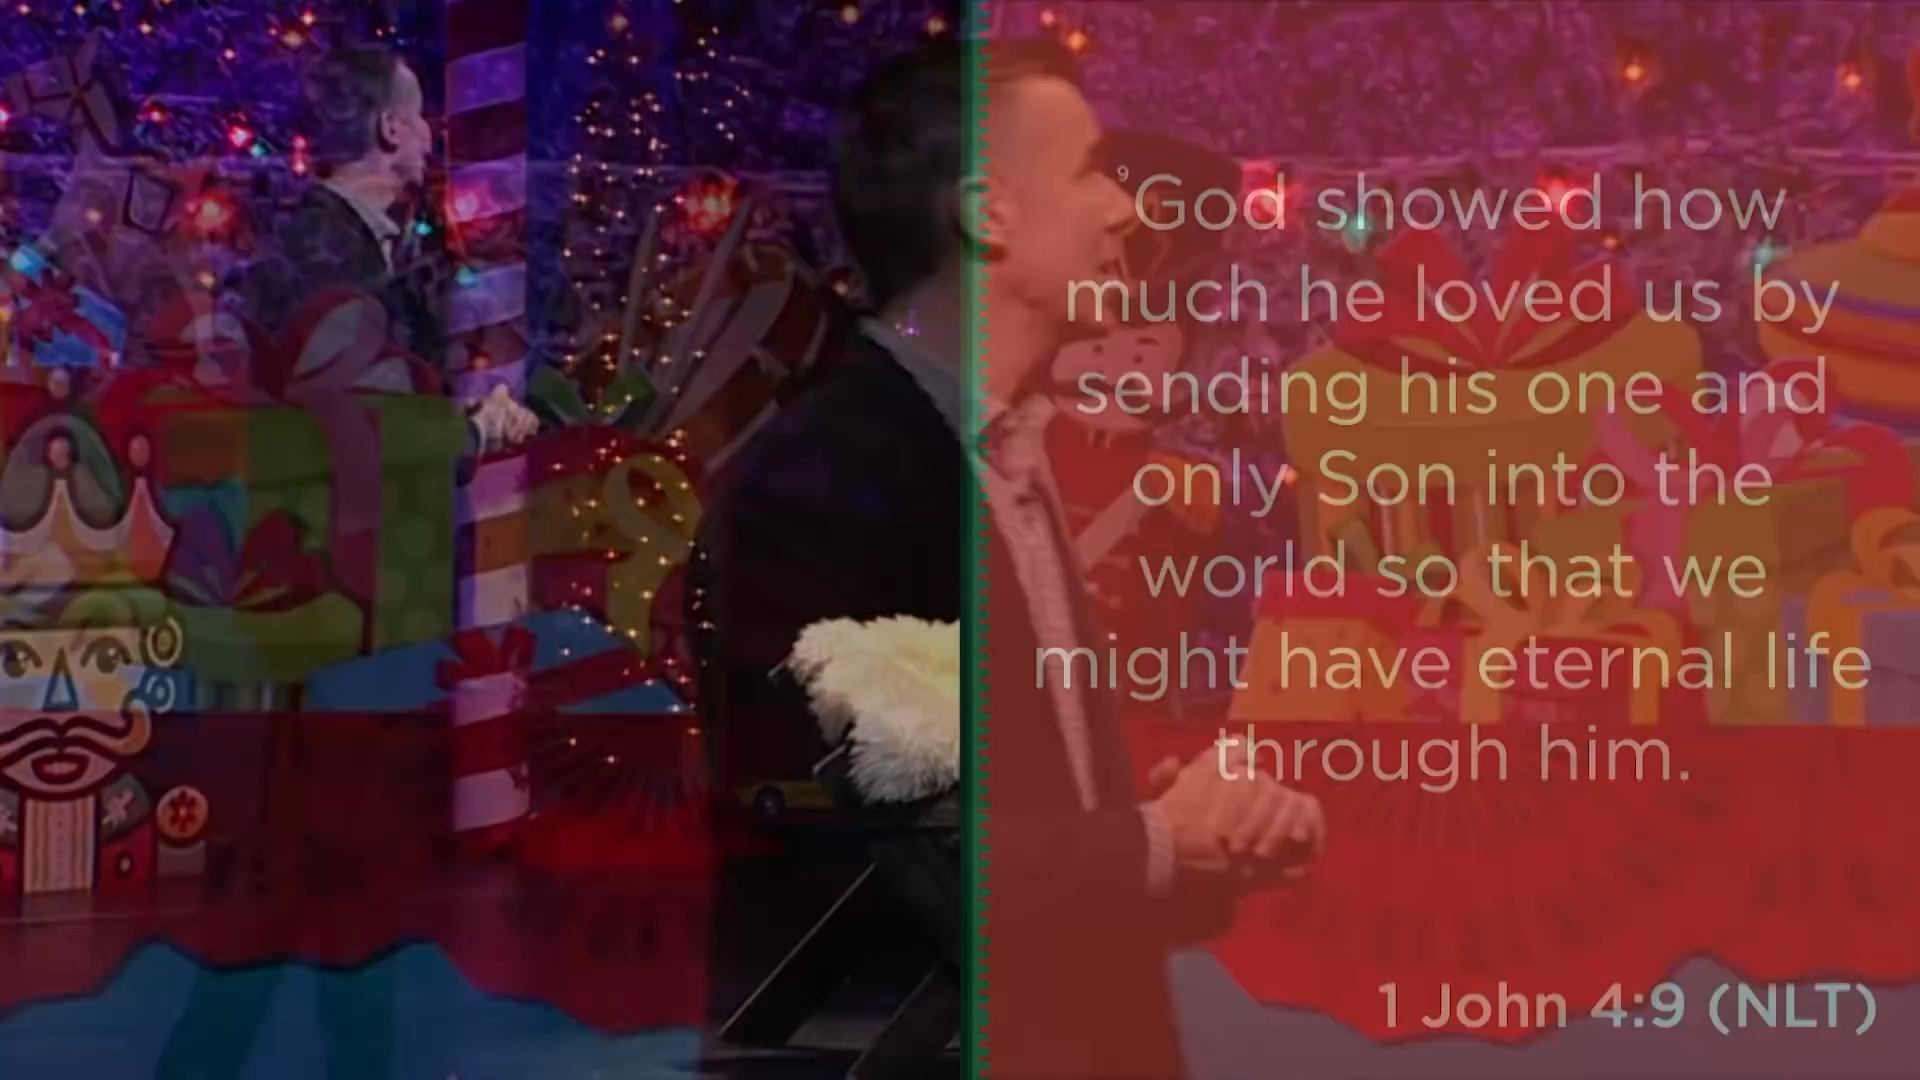 9God showed how
much he loved us by
sending his one and
only Son into the
world so that we
might have eternal life
through him.
1 John 4:9 (NLT)